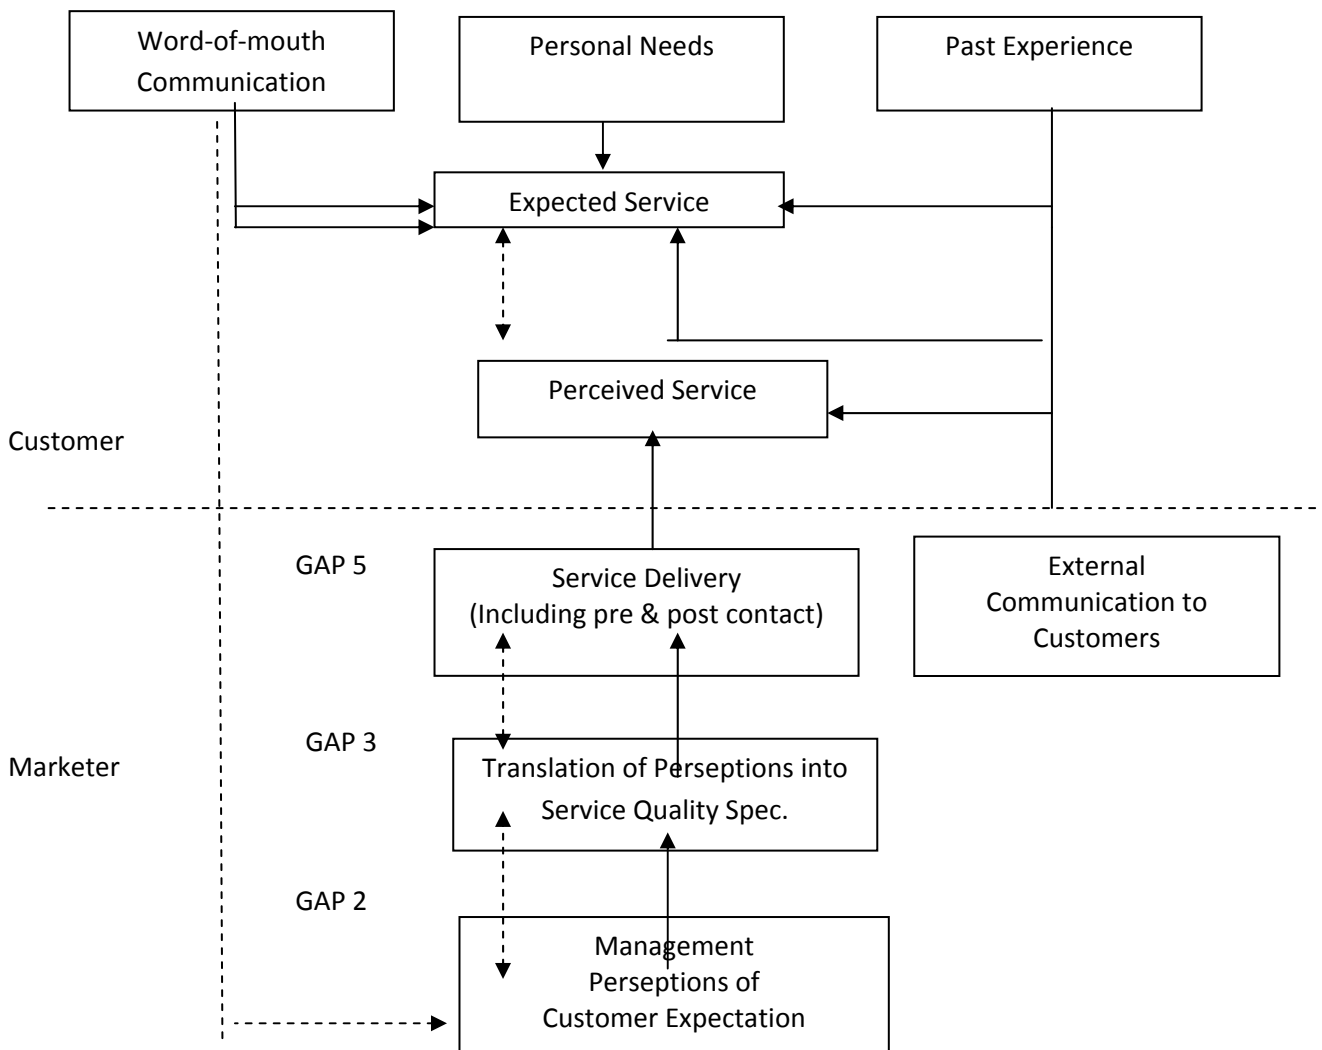 Word-of-mouth
Communication
Personal Needs
Past Experience
Expected Service
Perceived Service
Customer
GAP 5
Service Delivery
(Including pre & post contact)
External
Communication to
Customers
GAP 3
Marketer
Translation of Perseptions into
Service Quality Spec.
GAP 2
Management
Perseptions of
Customer Expectation